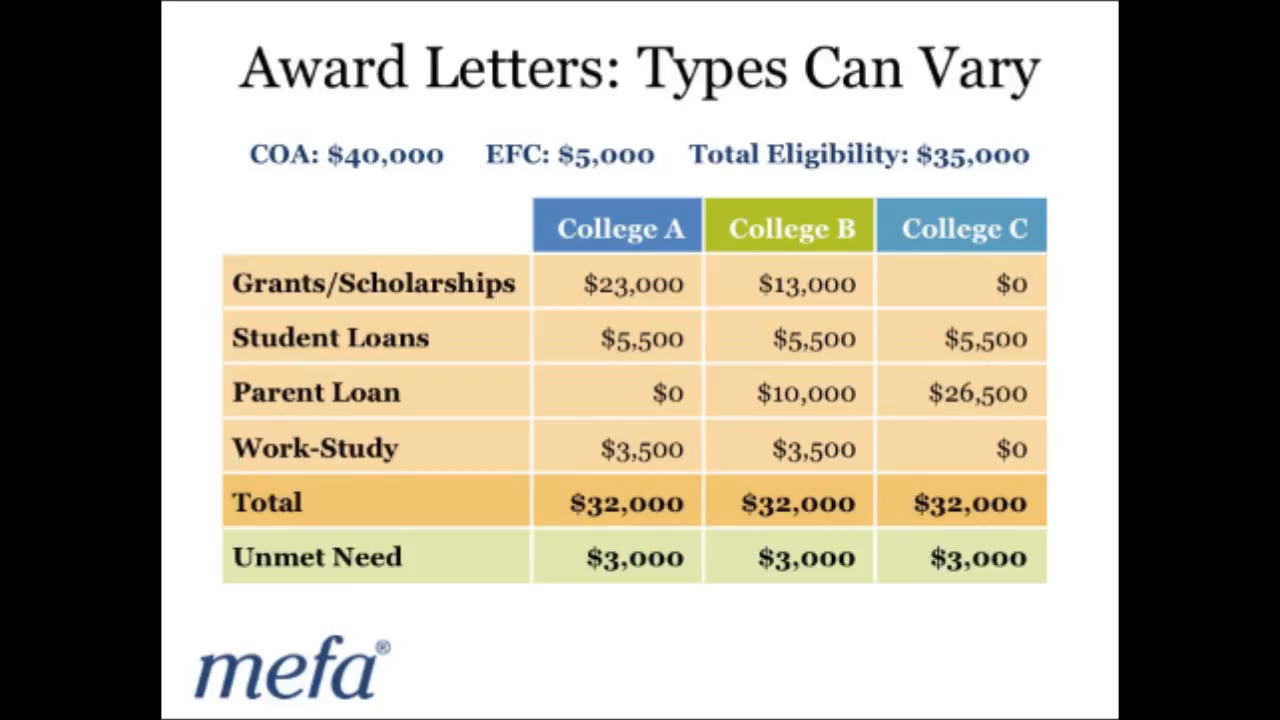 Award Letters: Types Can Vary
COA: $40,000 EFC: $5,000 Total Eligibility: $35,000
College A College B College C
Grants/Scholarships $23,000 $13,000 $0
Student Loans $5,500 $5,500 $5,500
Parent Loan $0 $10,000 $26,500
Work-Study $3,500 $3,500 $0
Total $32,000 $32,000 $32,000
Unmet Need $3,000 $3,000 $3,000
mefa®